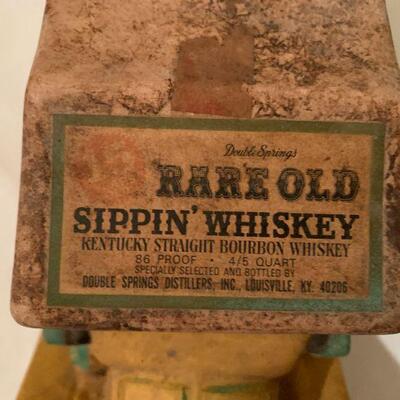 Double Springs
RARE OLD
SIPPIN' WHISKEY
KENTUCKY STRAIGHT BOURBON WHISKEY
86 PROOF • 4/5 QUART
SPECIALLY SELECTED AND BOTTLED BY
DOUBLE SPRINGS DISTILLERS, INC., LOUISVILLE, KY. 40206